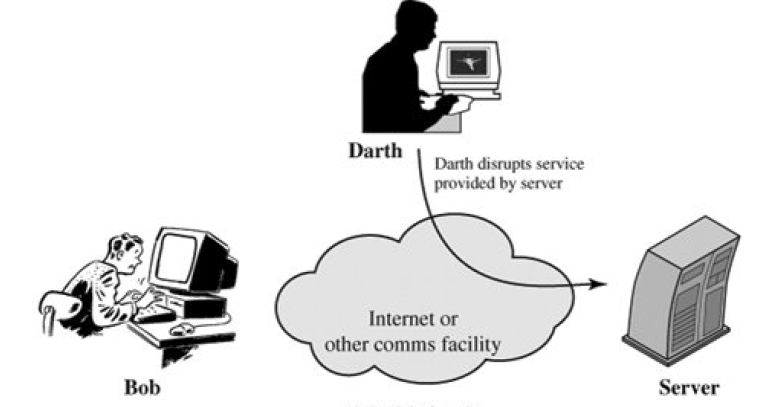 Darth
Darth disrupts service
provided by server
Internet or
other comms facility
Bob
Server